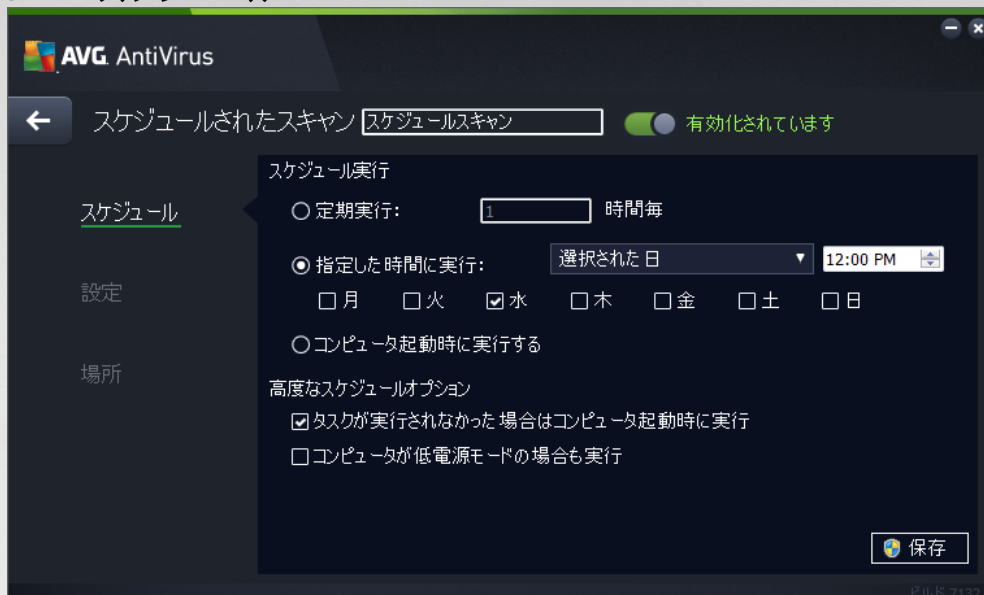 AVG. AntiVirus
スケジュールされたスキャン スケジュールスキャン 有効化されています
スケジュール実行
スケジュール
定期実行: 1 時間毎
指定した時間に実行: 選択された日 12:00 PM
設定
月 火 水 木 金 土 日
コンピュータ起動時に実行する
場所
高度なスケジュールオプション
タスクが実行されなかった場合はコンピュータ起動時に実行
コンピュータが低電源モードの場合も実行
保存
ビルド 7132